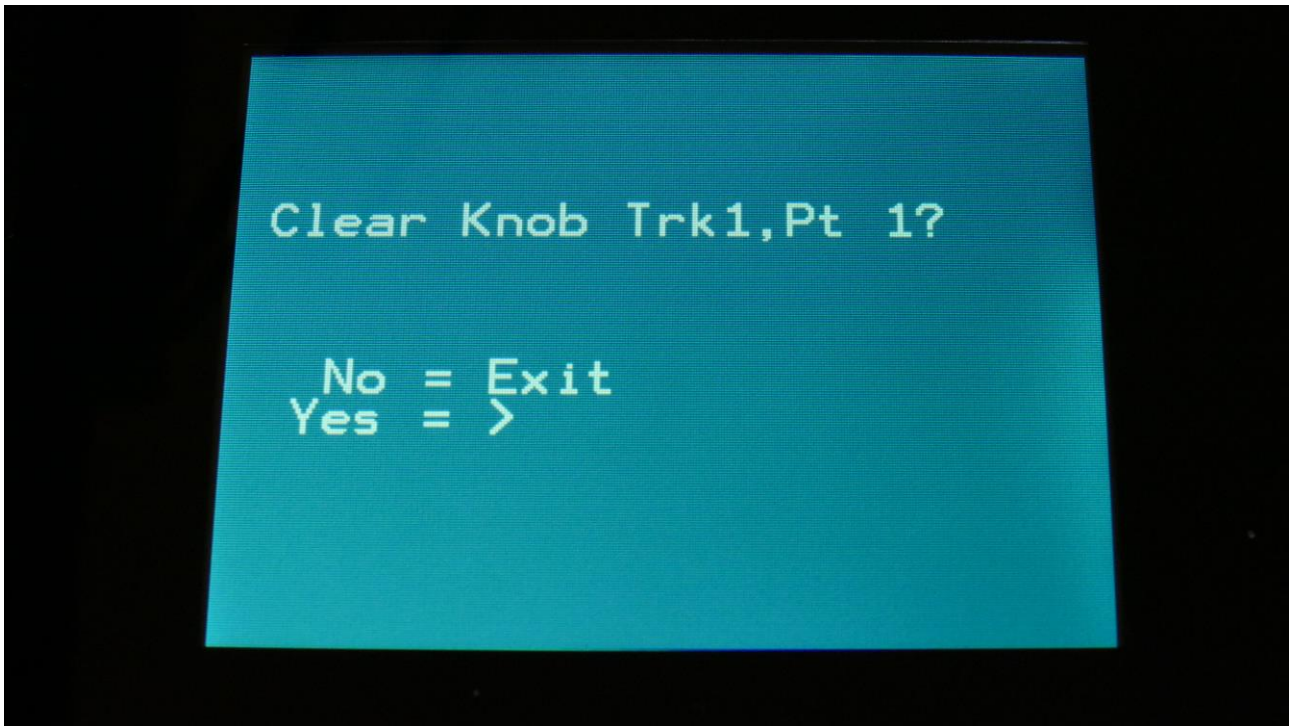 Clear Knob Trk1,Pt 1?
No = Exit
Yes = >